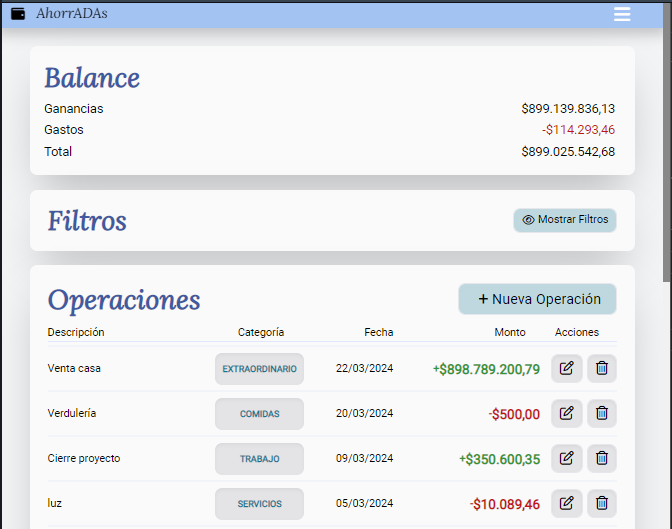 AhorrADAs
Balance
Ganancias $899.139.836,13
Gastos -$114.293,46
Total $899.025.542,68
Filtros Mostrar Filtros
Operaciones + Nueva Operación
Descripción Categoría Fecha Monto Acciones
Venta casa EXTRAORDINARIO 22/03/2024 +$898.789.200,79
Verdulería COMIDAS 20/03/2024 -$500,00
Cierre proyecto TRABAJO 09/03/2024 +$350.600,35
luz SERVICIOS 05/03/2024 -$10.089,46